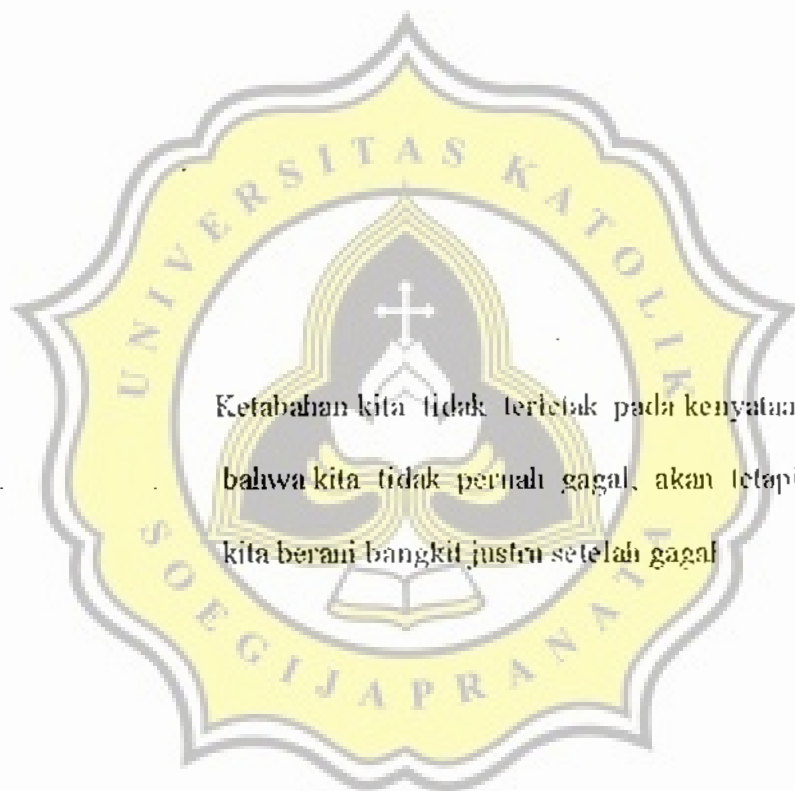 UNIVERSITAS KATOLIK
Ketabahan kita tidak terletak pada kenyataan
bahwa kita tidak pernah gagal, akan tetapi
kita berani bangkit justru setelah gagal
SOEGIJAPRANATA